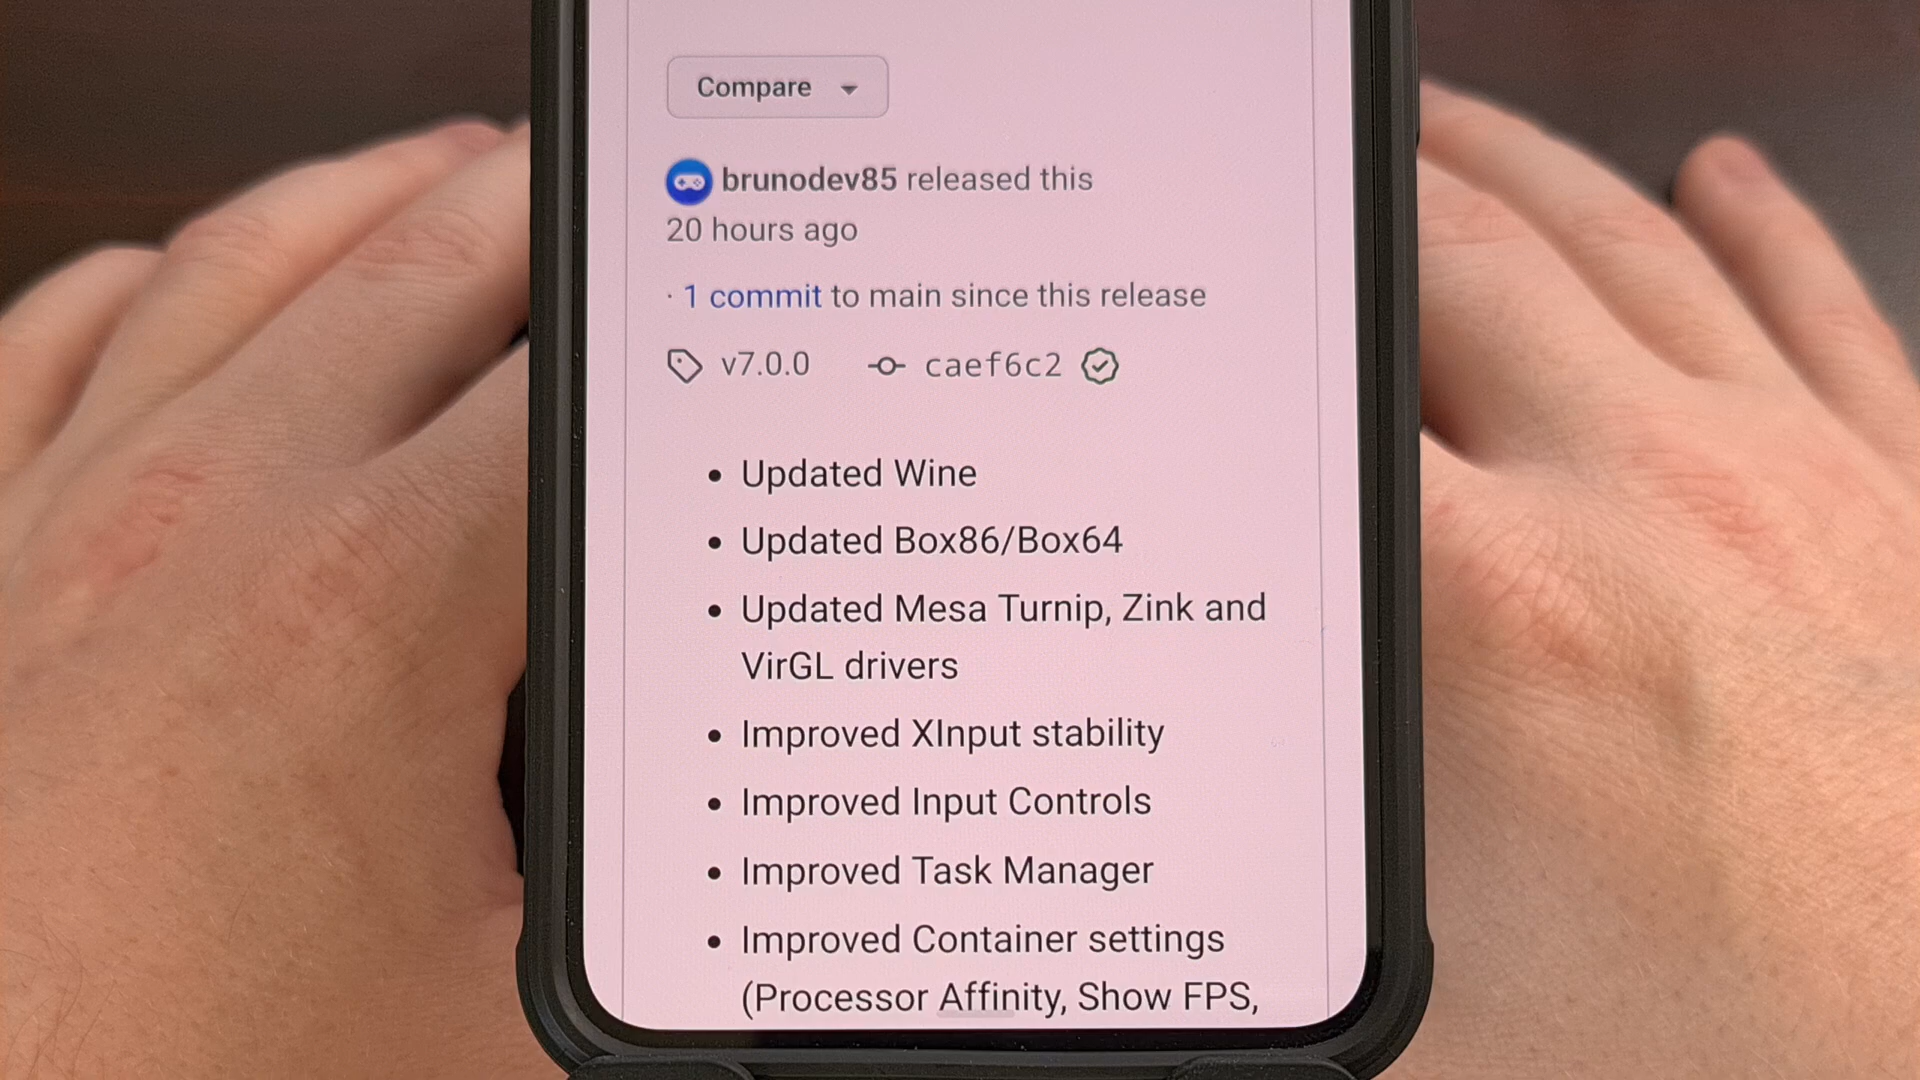 Compare
brunodev85 released this
20 hours ago
· 1 commit to main since this release
v7.0.0 caef6c2
• Updated Wine
• Updated Box86/Box64
• Updated Mesa Turnip, Zink and
VirGL drivers
• Improved XInput stability
• Improved Input Controls
• Improved Task Manager
• Improved Container settings
(Processor Affinity, Show FPS,